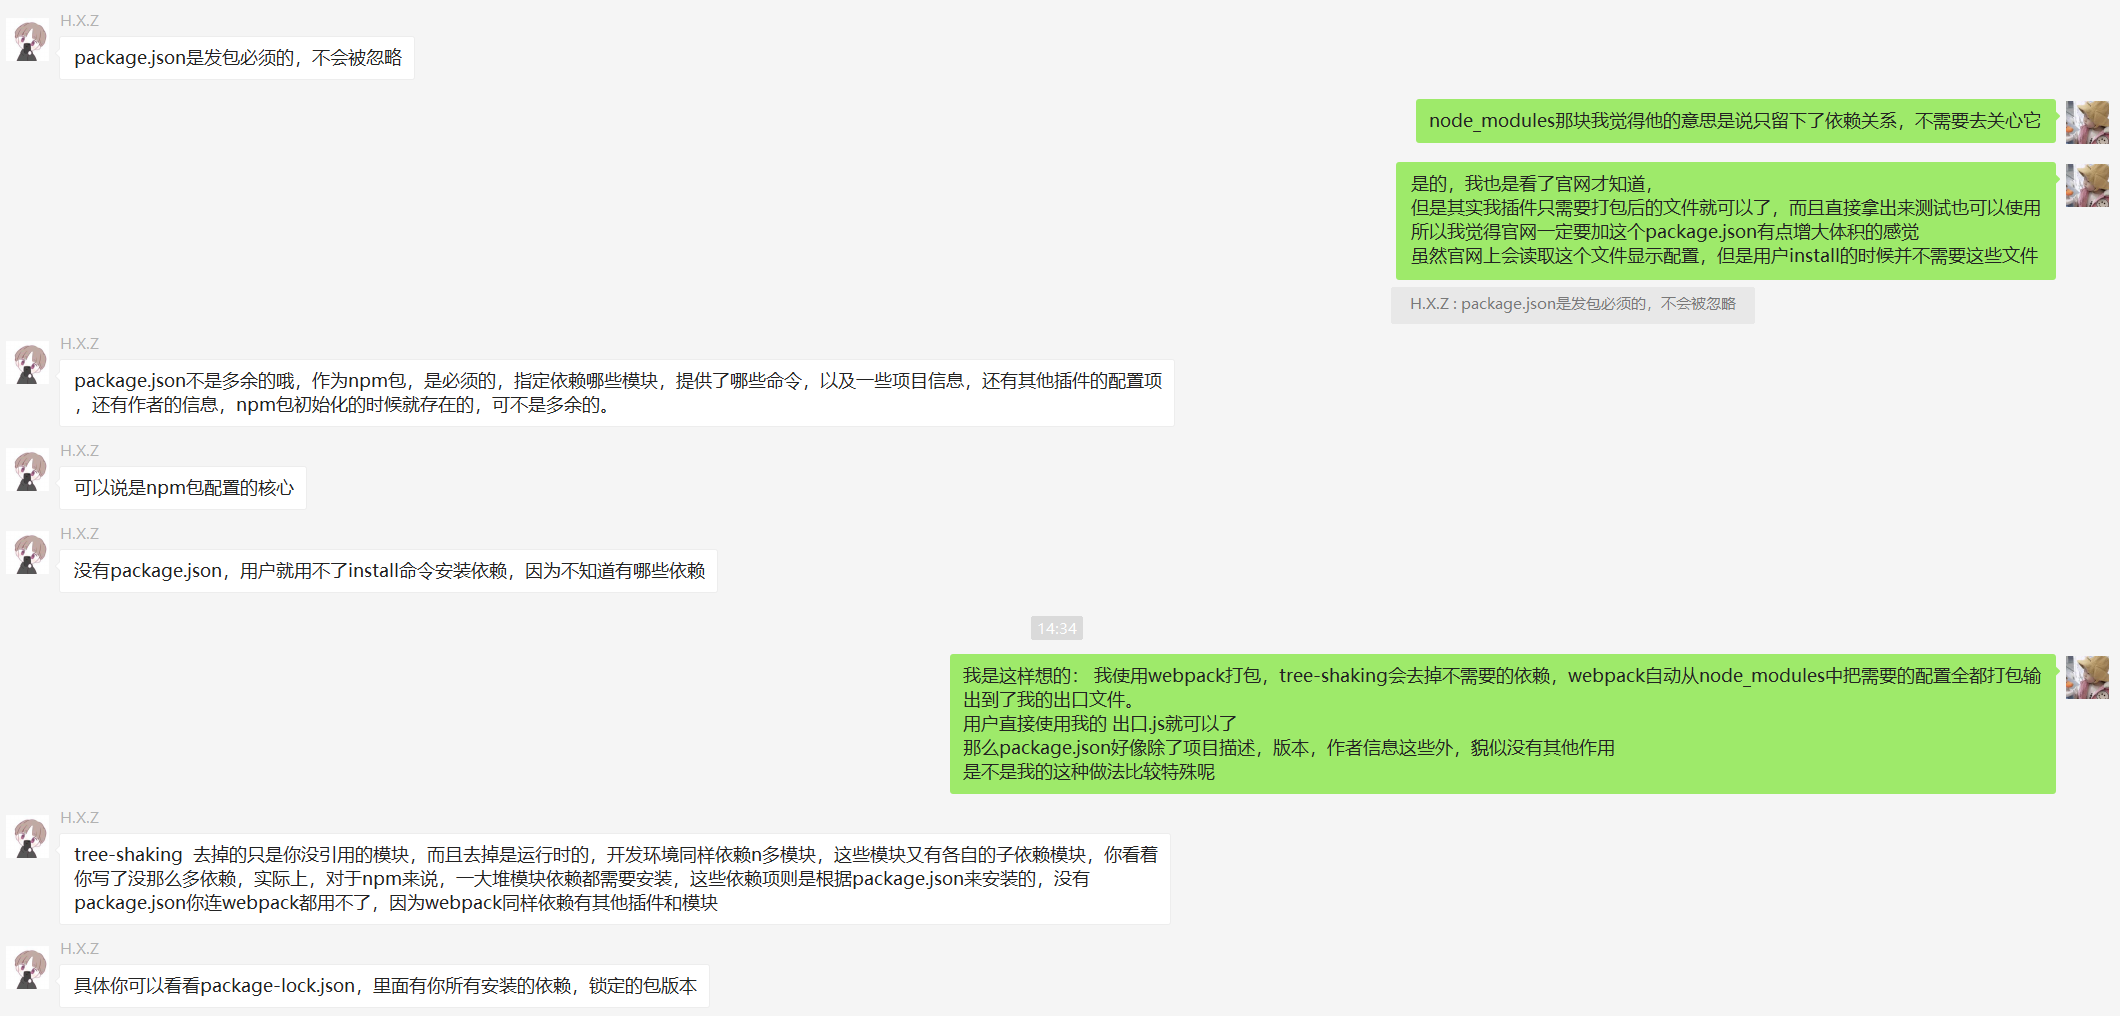 H.X.Z
package.json是发包必须的，不会被忽略
node_modules那块我觉得他的意思是说只留下了依赖关系，不需要去关心它
是的，我也是看了官网才知道，
但是其实我插件只需要打包后的文件就可以了，而且直接拿出来测试也可以使用
所以我觉得官网一定要加这个package.json有点增大体积的感觉
虽然官网上会读取这个文件显示配置，但是用户install的时候并不需要这些文件
H.X.Z : package.json是发包必须的，不会被忽略
H.X.Z
package.json不是多余的哦，作为npm包，是必须的，指定依赖哪些模块，提供了哪些命令，以及一些项目信息，还有其他插件的配置项
，还有作者的信息，npm包初始化的时候就存在的，可不是多余的。
H.X.Z
可以说是npm包配置的核心
H.X.Z
没有package.json，用户就用不了install命令安装依赖，因为不知道有哪些依赖
14:34
我是这样想的： 我使用webpack打包，tree-shaking会去掉不需要的依赖，webpack自动从node_modules中把需要的配置全都打包输
出到了我的出口文件。
用户直接使用我的 出口.js就可以了
那么package.json好像除了项目描述，版本，作者信息这些外，貌似没有其他作用
是不是我的这种做法比较特殊呢
H.X.Z
tree-shaking  去掉的只是你没引用的模块，而且去掉是运行时的，开发环境同样依赖n多模块，这些模块又有各自的子依赖模块，你看着
你写了没那么多依赖，实际上，对于npm来说，一大堆模块依赖都需要安装，这些依赖项则是根据package.json来安装的，没有
package.json你连webpack都用不了，因为webpack同样依赖有其他插件和模块
H.X.Z
具体你可以看看package-lock.json，里面有你所有安装的依赖，锁定的包版本